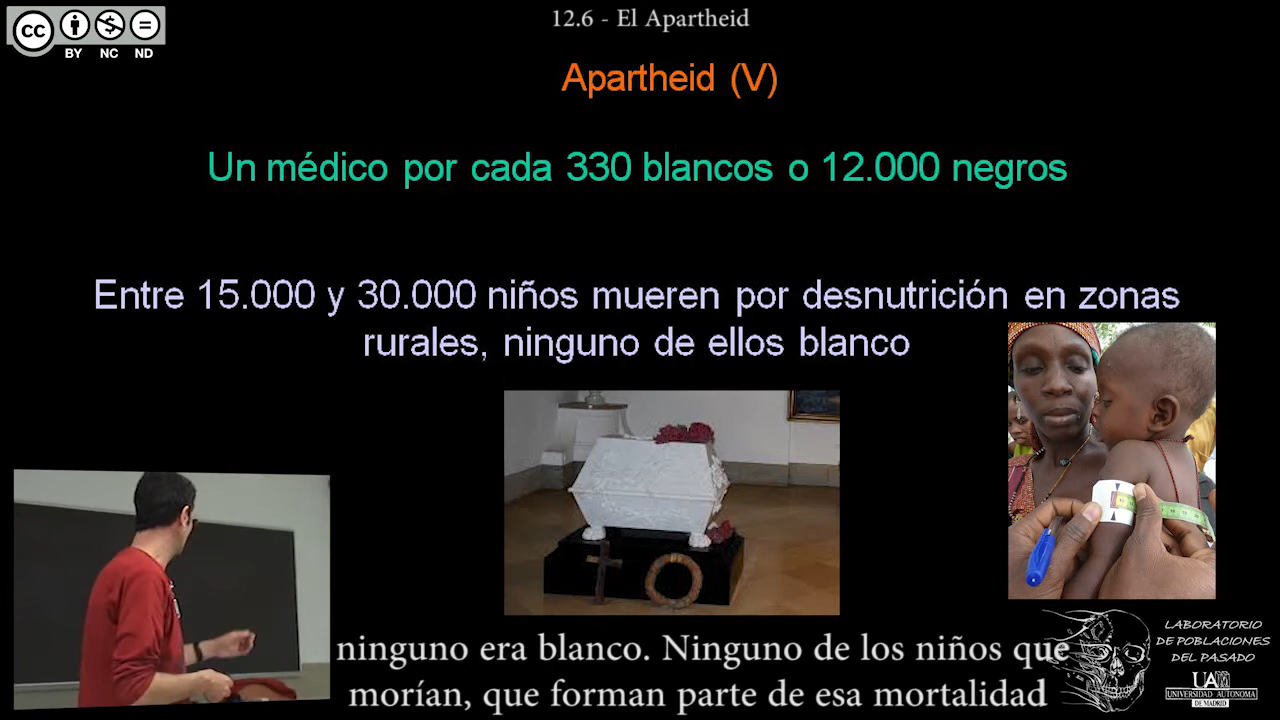 12.6 - El Apartheid
cc
BY NC ND
Apartheid (V)
Un médico por cada 330 blancos o 12.000 negros
Entre 15.000 y 30.000 niños mueren por desnutrición en zonas
rurales, ninguno de ellos blanco
ninguno era blanco. Ninguno de los niños que
morían, que forman parte de esa mortalidad
LABORATORIO
DE POBLACIONES
DEL PASADO
UAM
UNIVERSIDAD AUTONOMA
DE MADRID